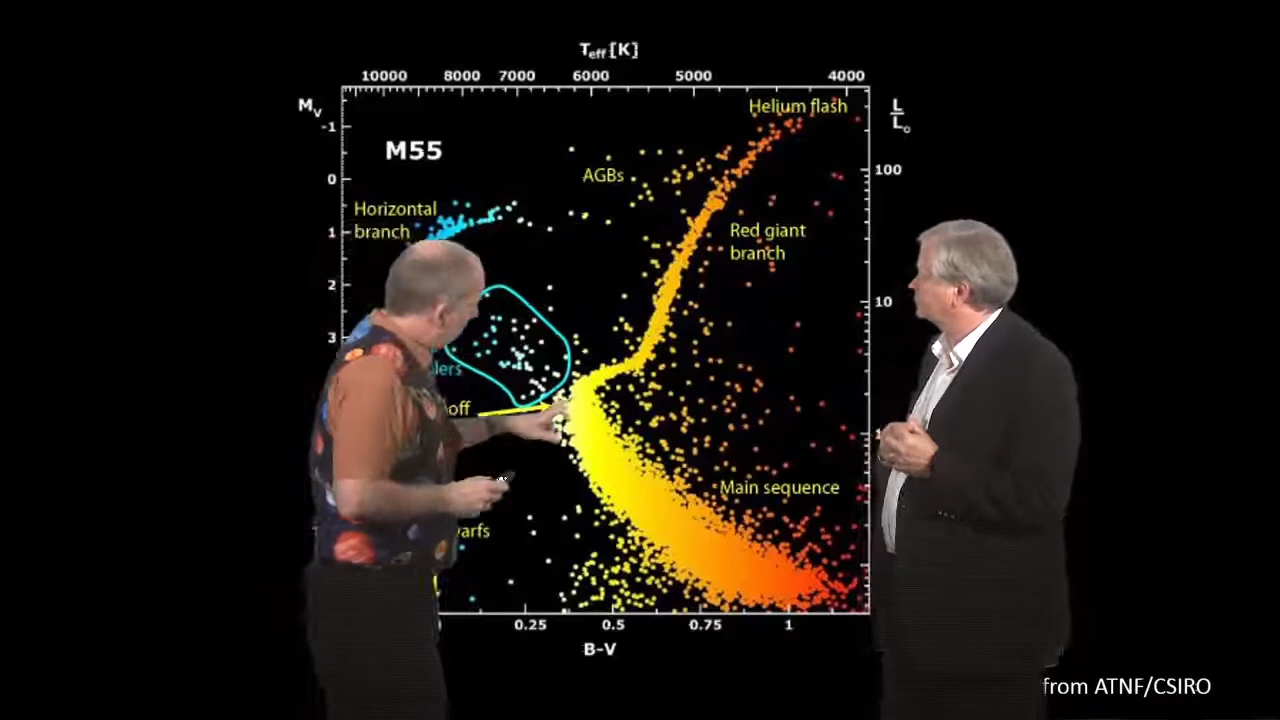 Teff[K]
10000 8000 7000 6000 5000 4000
Mv
Helium flash
L
L☉
-1
M55
100
AGBs
0
Horizontal
branch
1
Red giant
branch
2
10
3
lers
off
Main sequence
varfs
0.25 0.5 0.75 1
B-V
from ATNF/CSIRO